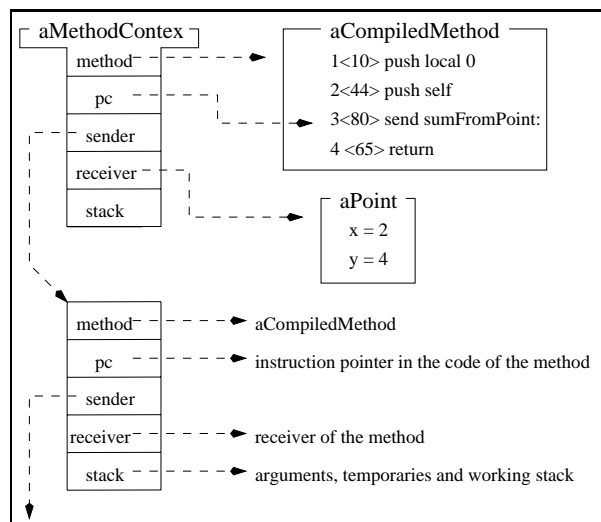 aMethodContex
method
pc
sender
receiver
stack
aCompiledMethod
1<10> push local 0
2<44> push self
3<80> send sumFromPoint:
4 <65> return
aPoint
x = 2
y = 4
method
aCompiledMethod
pc
instruction pointer in the code of the method
sender
receiver
receiver of the method
stack
arguments, temporaries and working stack